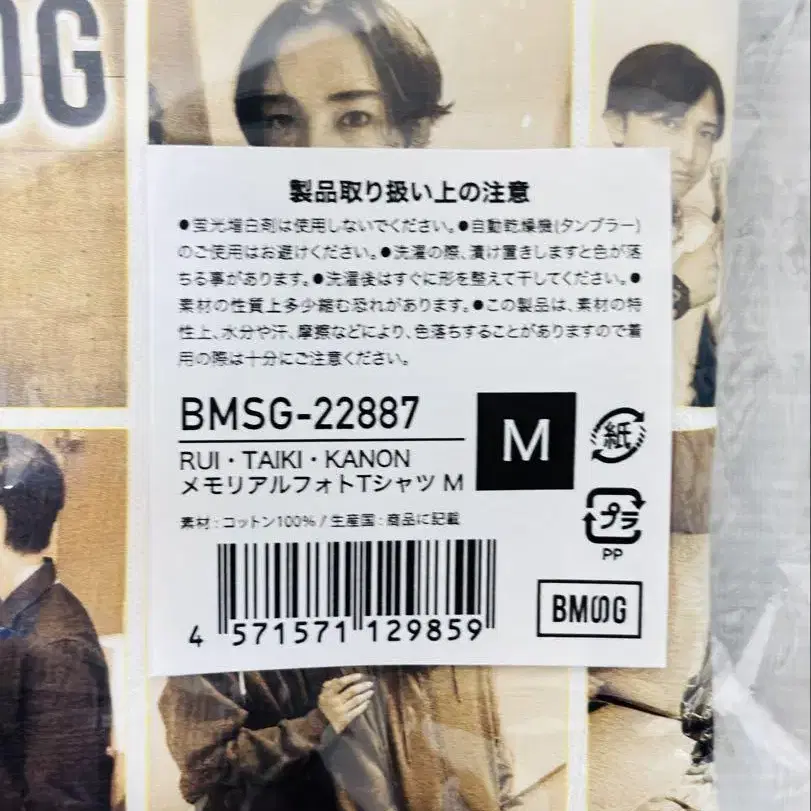 製品取り扱い上の注意
●蛍光増白剤は使用しないでください。●自動乾燥機(タンブラー)
のご使用はお避けください。●洗濯の際、漬け置きしますと色が落
ちる事があります。●洗濯後はすぐに形を整えて干してください。●
素材の性質上多少縮む恐れがあります。●この製品は、素材の特
性上、水分や汗、摩擦などにより、色落ちすることがありますので着
用の際は十分にご注意ください。
BMSG-22887
RUI・TAIKI・KANON
メモリアルフォトTシャツ M
M
紙
プラ
PP
素材:コットン100% / 生産国:商品に記載
4 571571 129859
BMSG